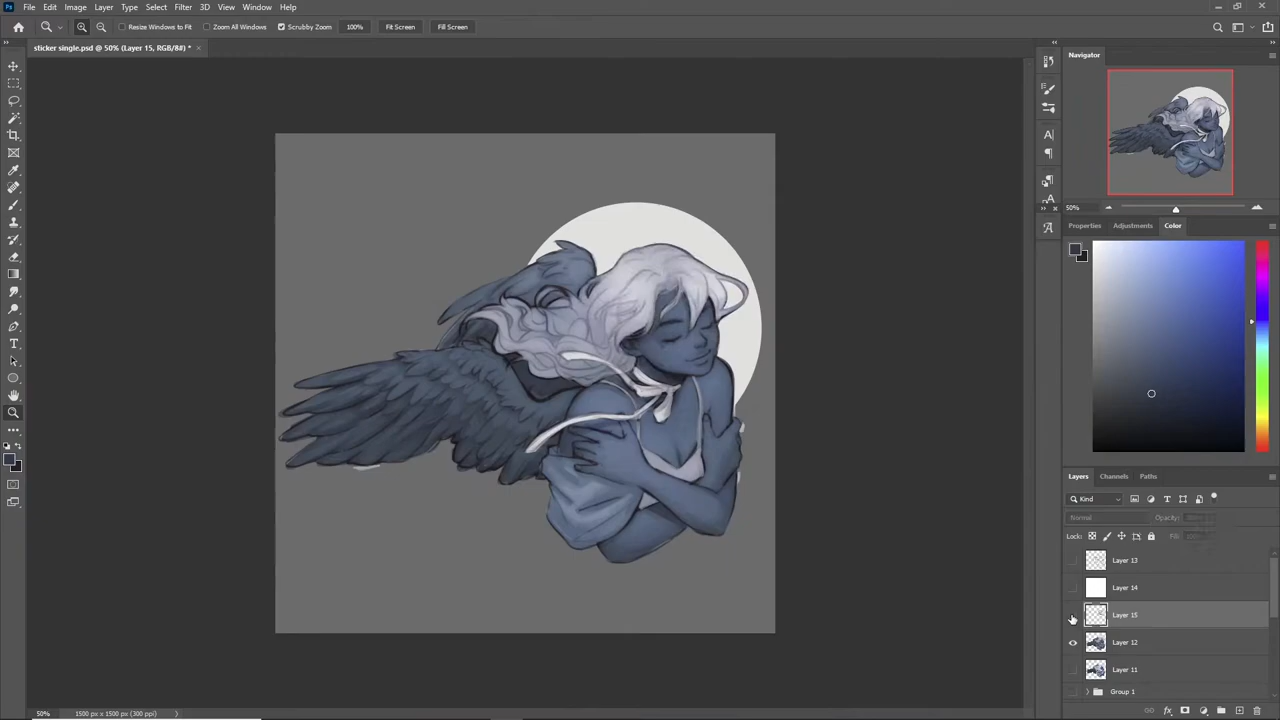 Ps File Edit Image Layer Type Select Filter 3D View Window Help
Resize Windows to Fit Zoom All Windows Scrubby Zoom 100% Fit Screen Fill Screen
sticker single.psd @ 50% (Layer 15, RGB/8#) * ×
Navigator
50%
Properties Adjustments Color
Layers Channels Paths
Kind
Normal Opacity:
Lock: Fill:
Layer 13
Layer 14
Layer 15
Layer 12
Layer 11
Group 1
50% 1500 px x 1500 px (300 ppi)